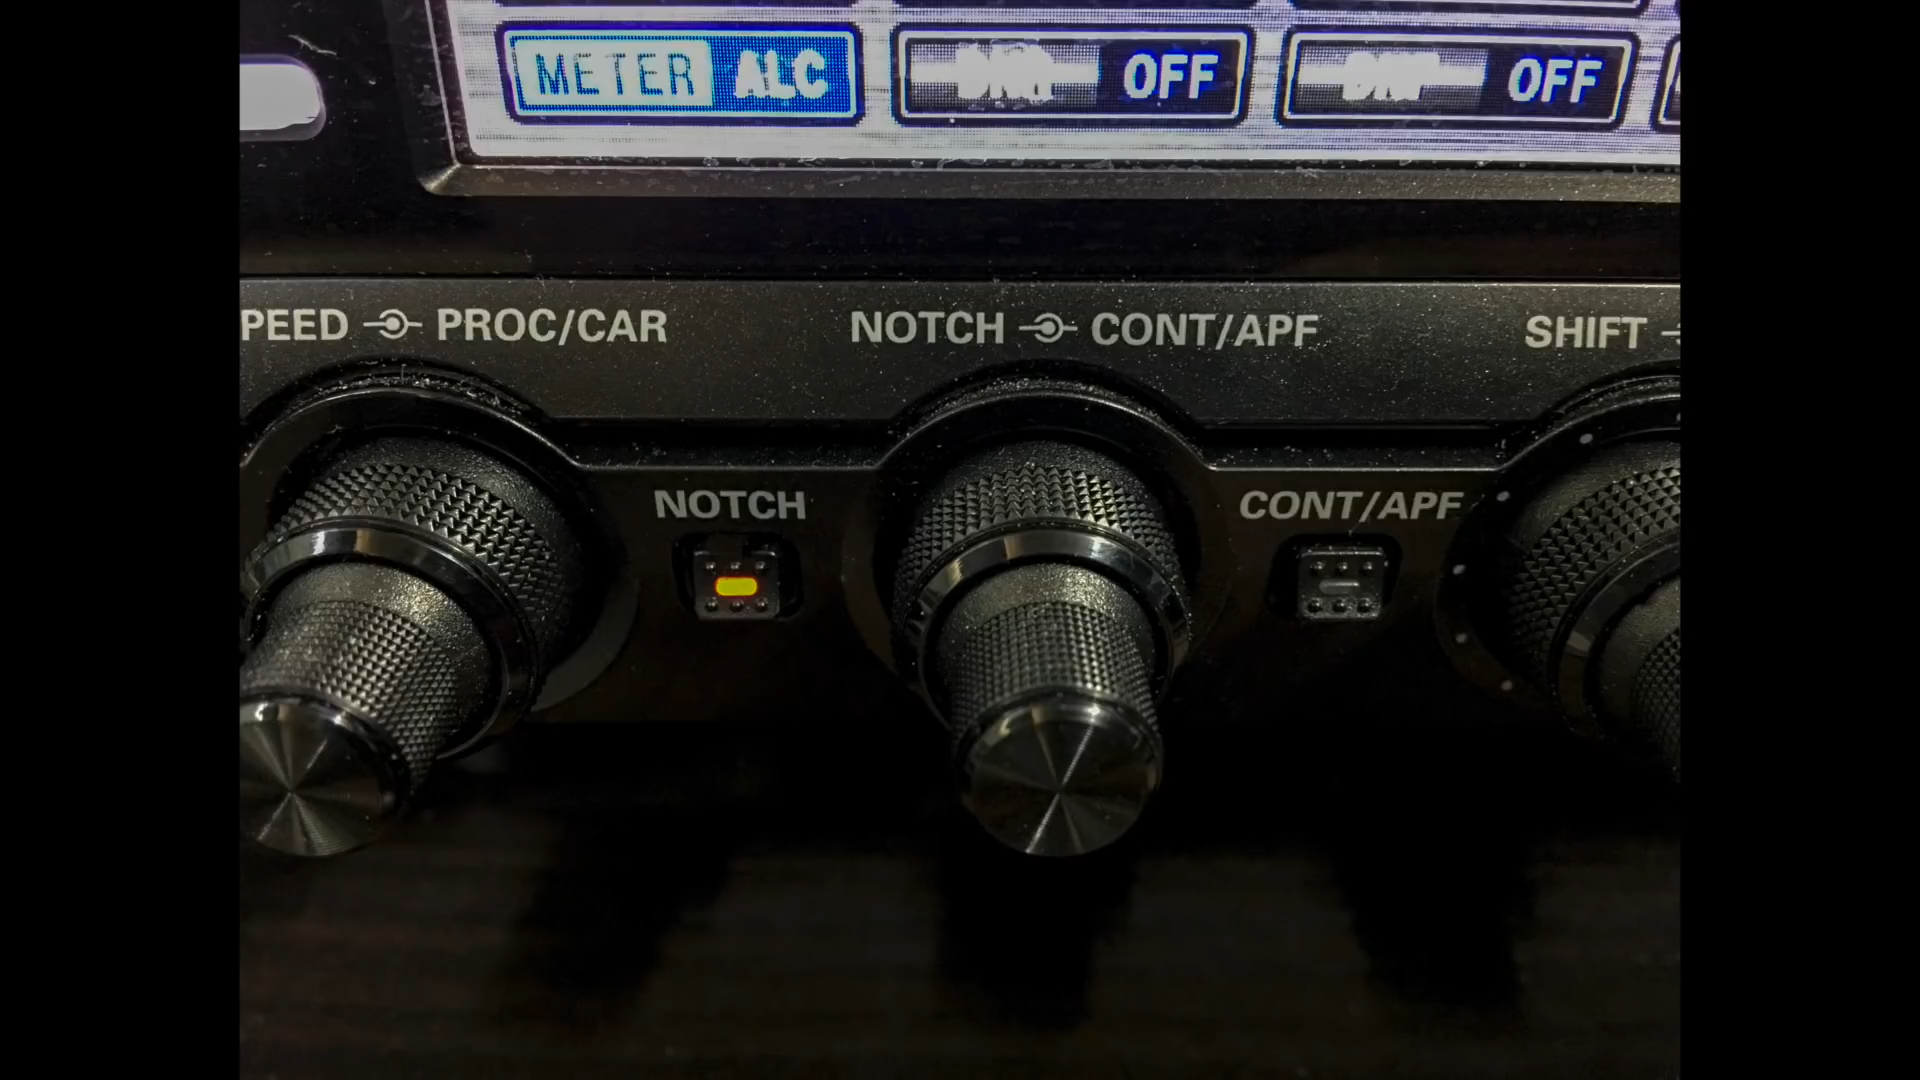 METER ALC
OFF
OFF
PEED PROC/CAR
NOTCH CONT/APF
SHIFT
NOTCH
CONT/APF